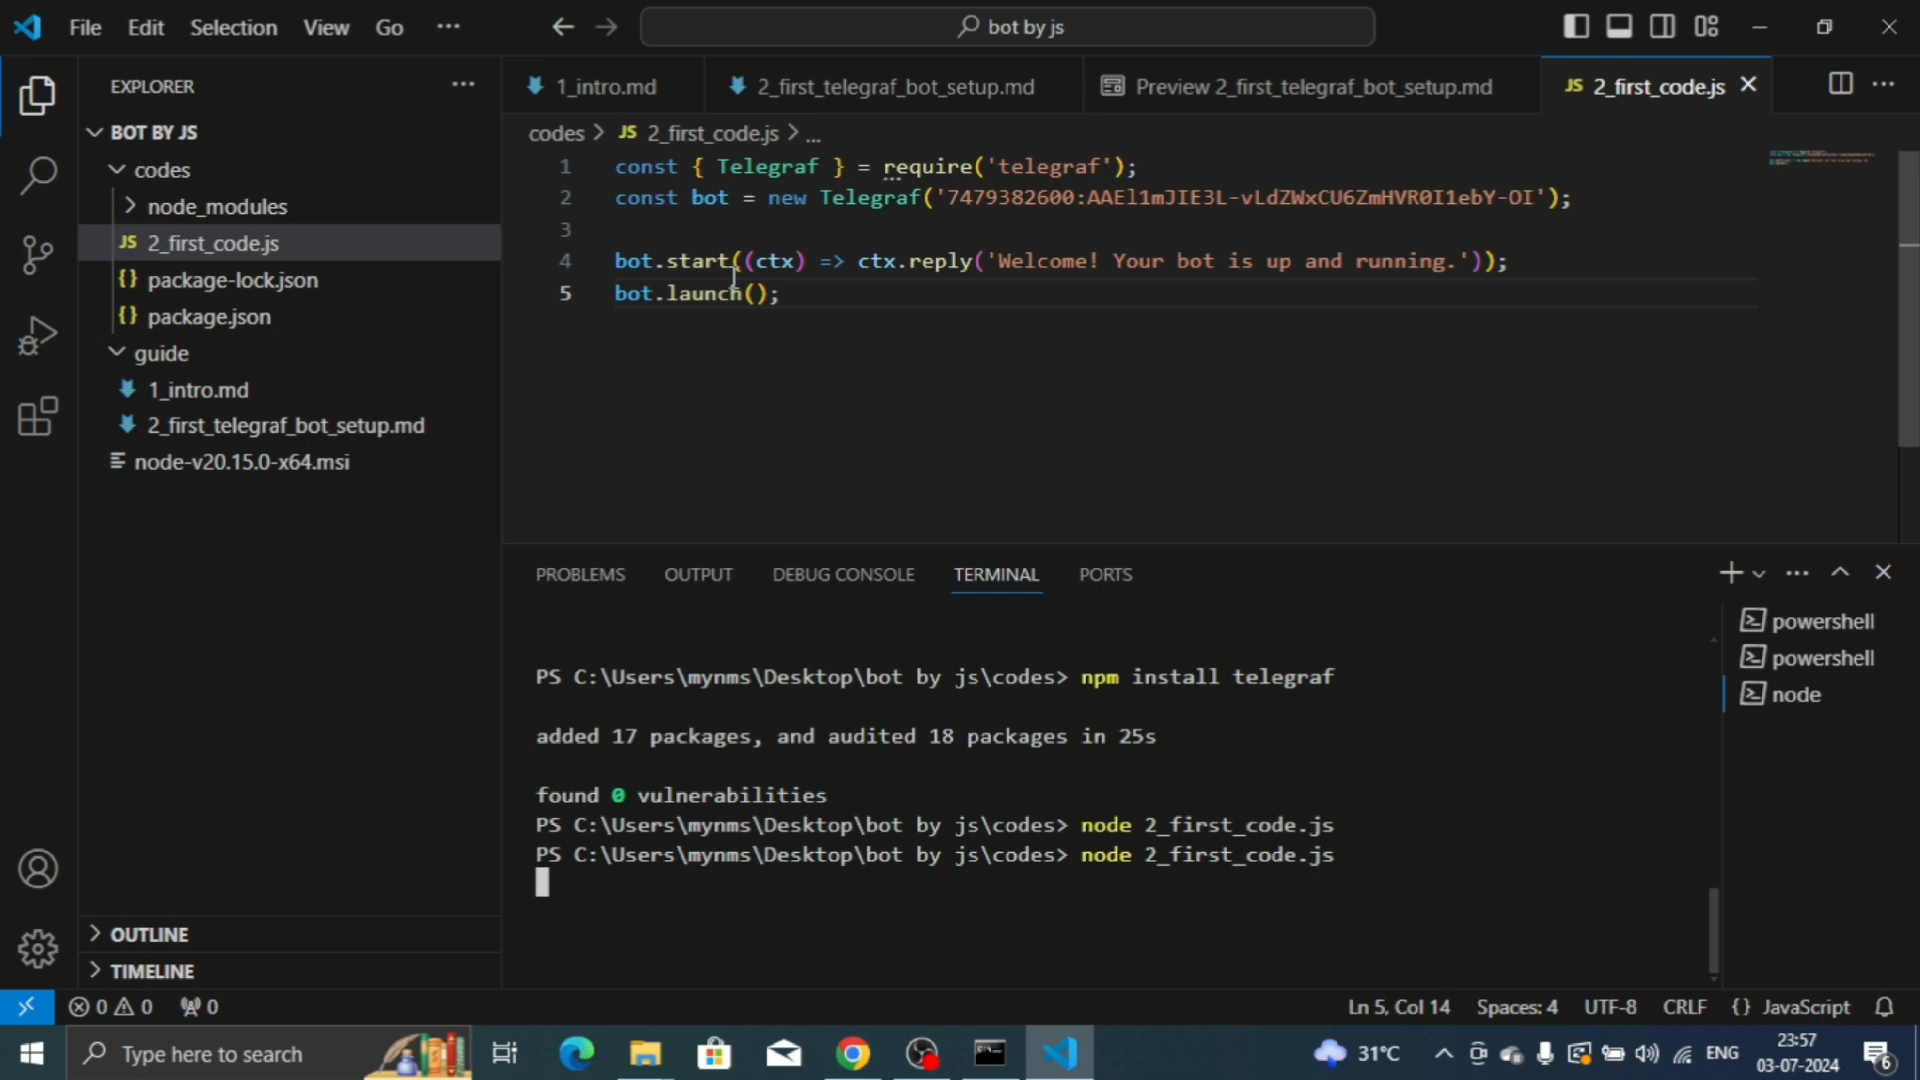 File Edit Selection View Go ···
bot by js
EXPLORER
1_intro.md
2_first_telegraf_bot_setup.md
Preview 2_first_telegraf_bot_setup.md
JS 2_first_code.js
BOT BY JS
codes
node_modules
JS 2_first_code.js
{} package-lock.json
{} package.json
guide
1_intro.md
2_first_telegraf_bot_setup.md
node-v20.15.0-x64.msi
OUTLINE
TIMELINE
codes > JS 2_first_code.js > ...
1 const { Telegraf } = require('telegraf');
2 const bot = new Telegraf('7479382600:AAEl1mJIE3L-vLdZWxCU6ZmHVR0I1ebY-OI');
3
4 bot.start((ctx) => ctx.reply('Welcome! Your bot is up and running.'));
5 bot.launch();
PROBLEMS OUTPUT DEBUG CONSOLE TERMINAL PORTS
powershell
powershell
node
PS C:\Users\mynms\Desktop\bot by js\codes> npm install telegraf
added 17 packages, and audited 18 packages in 25s
found 0 vulnerabilities
PS C:\Users\mynms\Desktop\bot by js\codes> node 2_first_code.js
PS C:\Users\mynms\Desktop\bot by js\codes> node 2_first_code.js
0 0 0
Ln 5, Col 14 Spaces: 4 UTF-8 CRLF {} JavaScript
Type here to search
31°C
ENG
23:57
03-07-2024
6